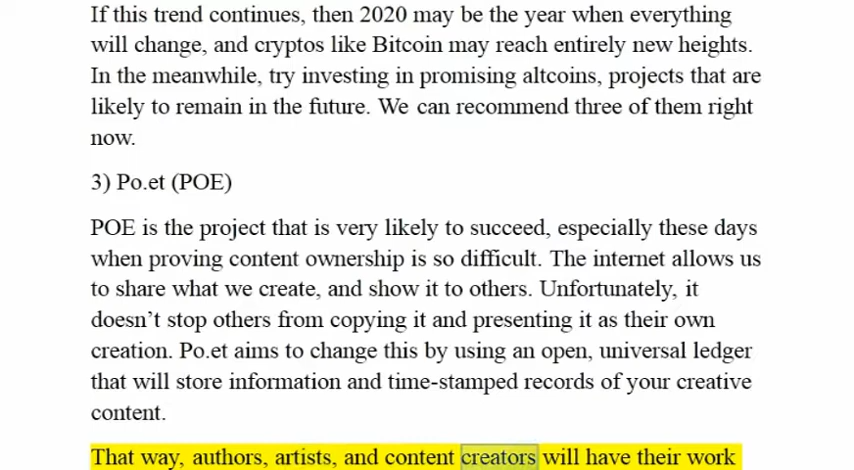 If this trend continues, then 2020 may be the year when everything
will change, and cryptos like Bitcoin may reach entirely new heights.
In the meanwhile, try investing in promising altcoins, projects that are
likely to remain in the future. We can recommend three of them right
now.
3) Po.et (POE)
POE is the project that is very likely to succeed, especially these days
when proving content ownership is so difficult. The internet allows us
to share what we create, and show it to others. Unfortunately, it
doesn’t stop others from copying it and presenting it as their own
creation. Po.et aims to change this by using an open, universal ledger
that will store information and time-stamped records of your creative
content.
That way, authors, artists, and content creators will have their work